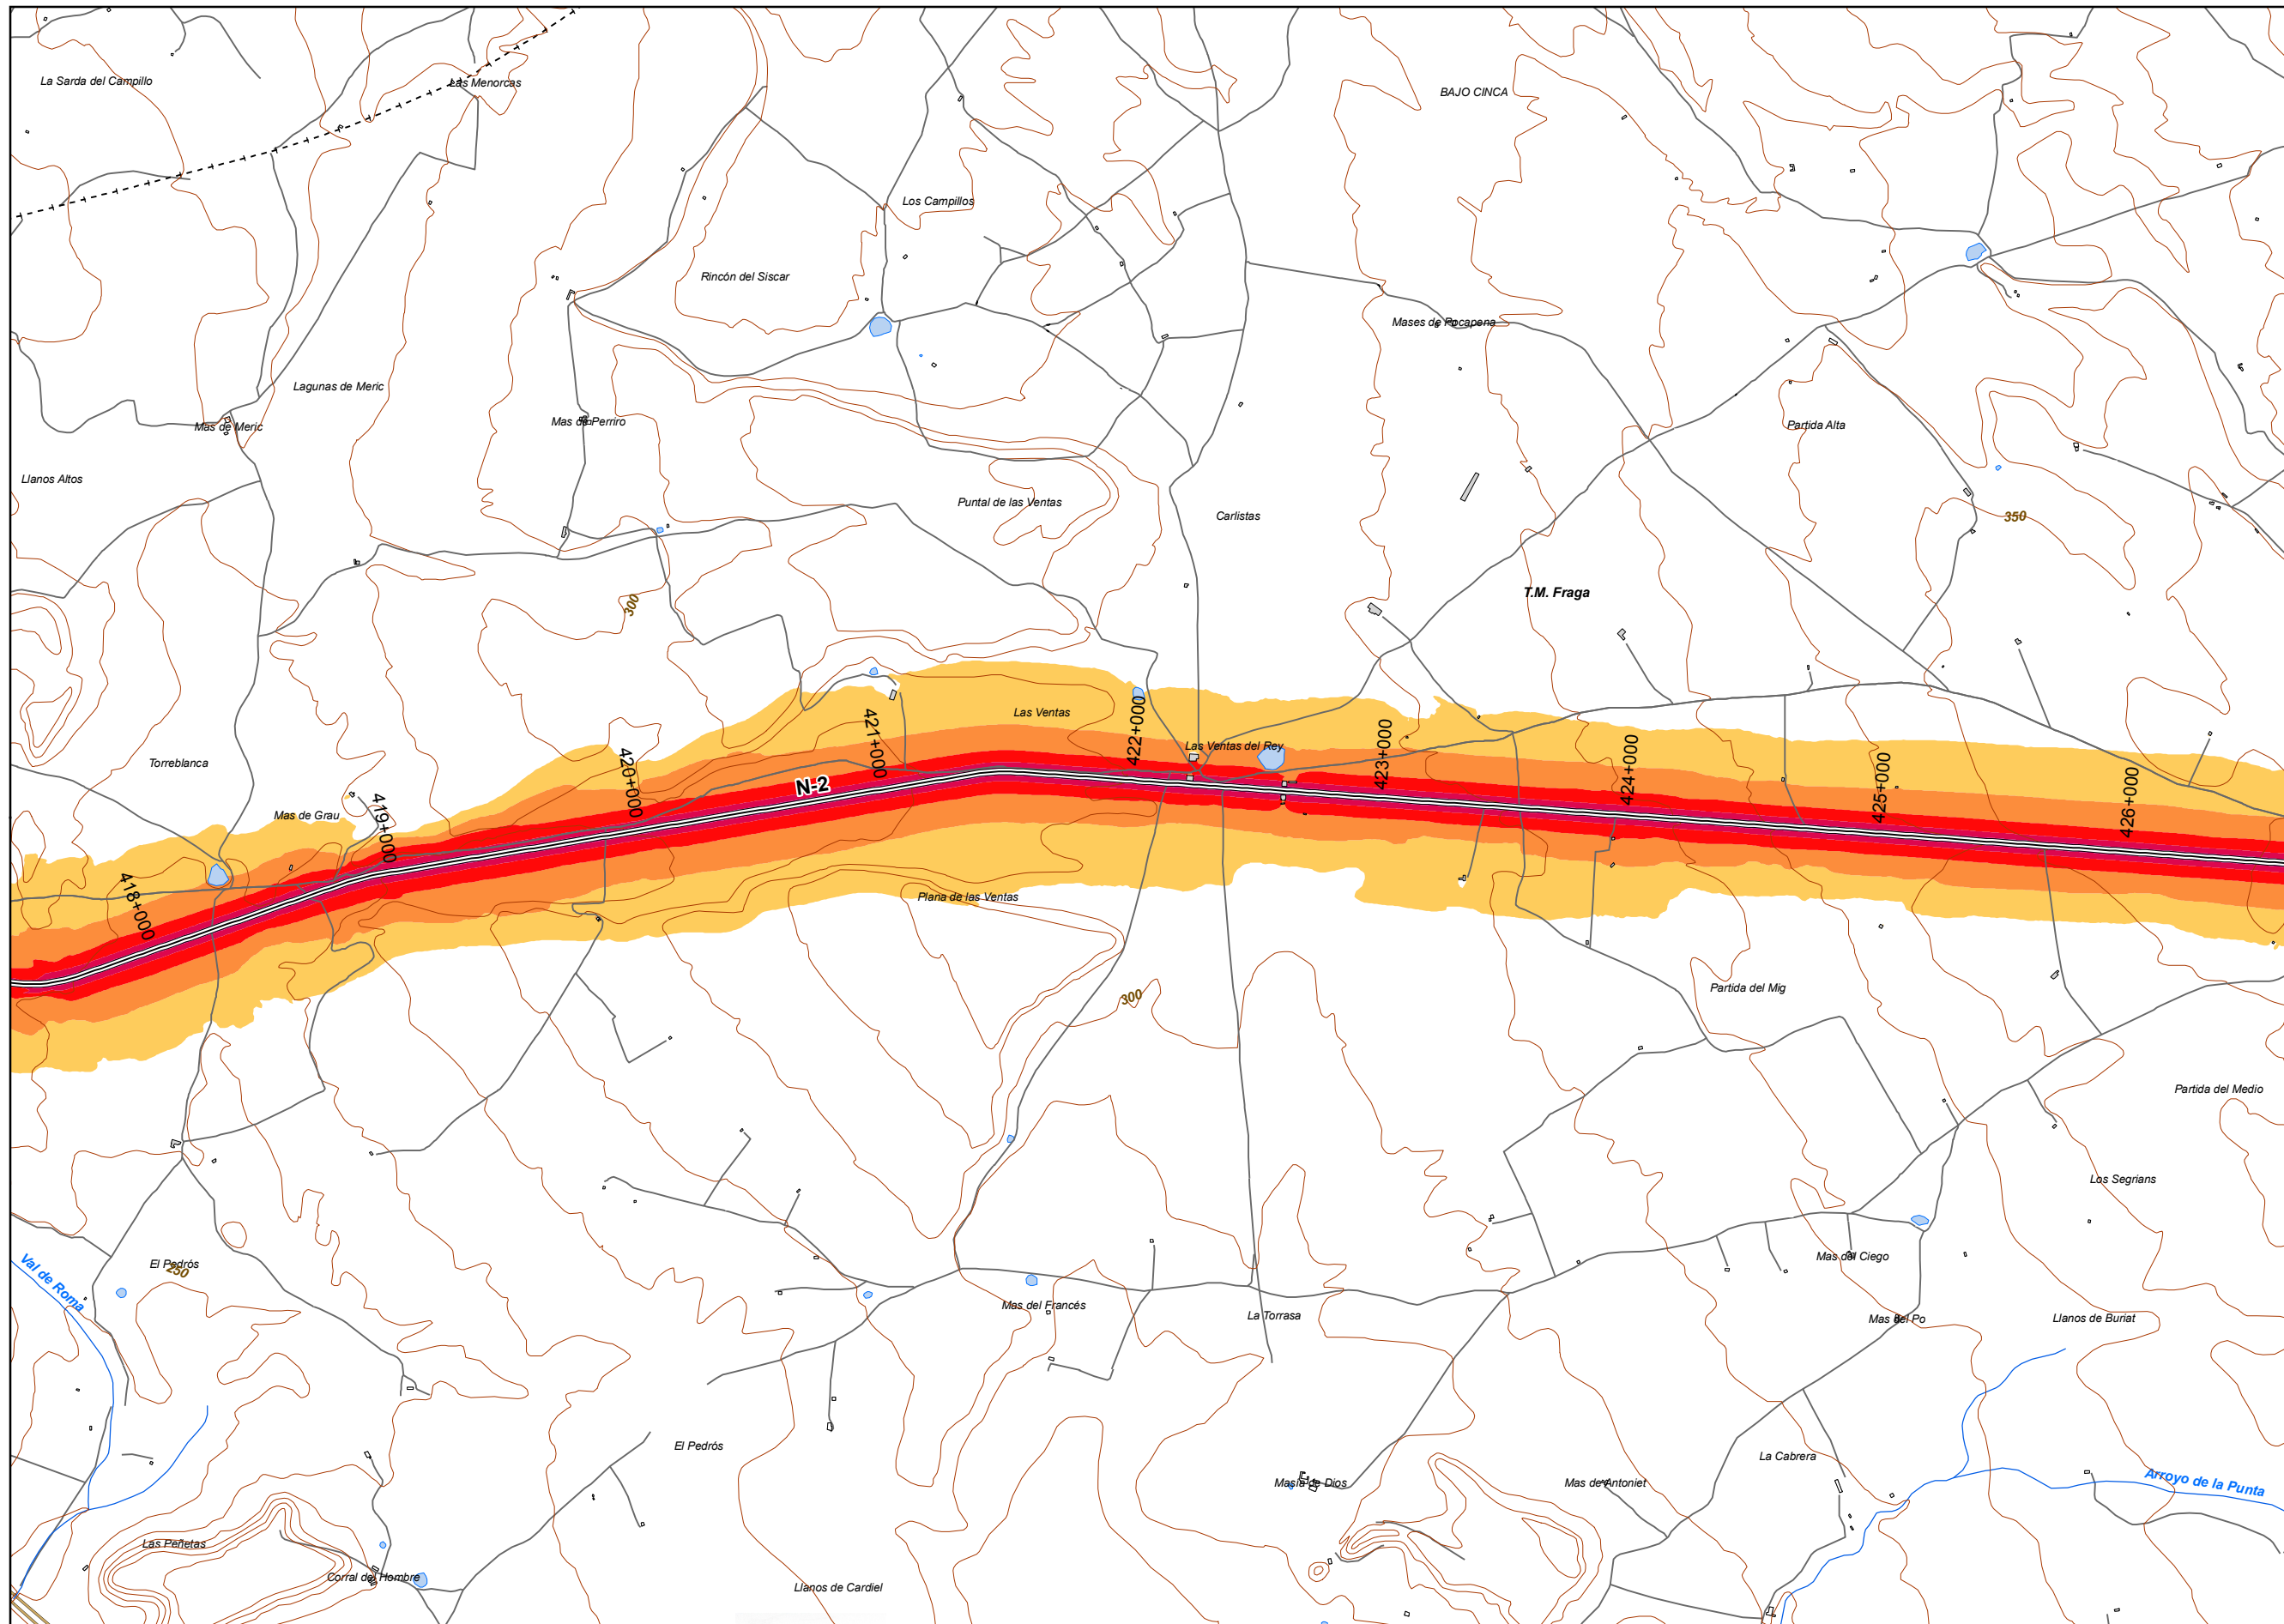 La Sarda del Campillo
Las Menorcas
BAJO CINCA
Los Campillos
Rincón del Siscar
Mases de Pocapena
Lagunas de Meric
Mas de Meric
Mas de Perriro
Partida Alta
Llanos Altos
Puntal de las Ventas
Carlistas
350
T.M. Fraga
300
Las Ventas
421+000
422+000
Las Ventas del Rey
423+000
424+000
425+000
426+000
Torreblanca
420+000
N-2
Mas de Grau
419+000
418+000
Plana de las Ventas
Partida del Mig
300
Partida del Medio
Los Segrians
El Pedrós
250
Val de Roma
Mas del Ciego
Mas del Francés
La Torrasa
Mas del Po
Llanos de Buriat
El Pedrós
La Cabrera
Masía de Dios
Mas de Antoniet
Arroyo de la Punta
Las Peñetas
Corral del Hombre
Llanos de Cardiel